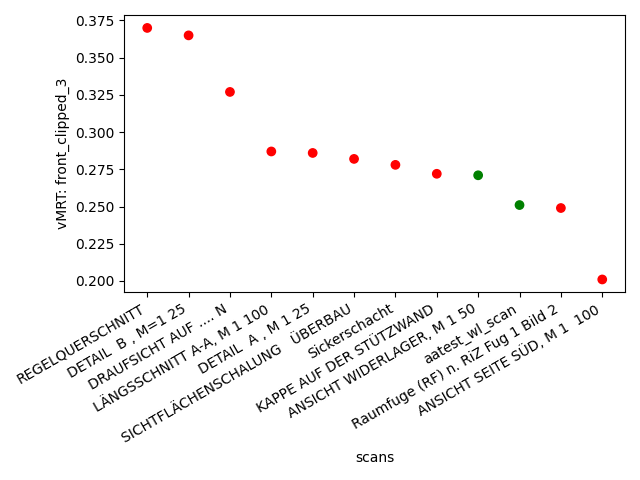 0.375
0.350
0.325
0.300
0.275
0.250
0.225
0.200
vMRT: front_clipped_3
REGELQUERSCHNITT
DETAIL  B , M=1 25
DRAUFSICHT AUF .... N
LÄNGSSCHNITT A-A, M 1 100
DETAIL  A , M 1 25
SICHTFLÄCHENSCHALUNG   ÜBERBAU
Sickerschacht
KAPPE AUF DER STÜTZWAND
ANSICHT WIDERLAGER, M 1 50
aatest_wl_scan
Raumfuge (RF) n. RiZ Fug 1 Bild 2
ANSICHT SEITE SÜD, M 1  100
scans